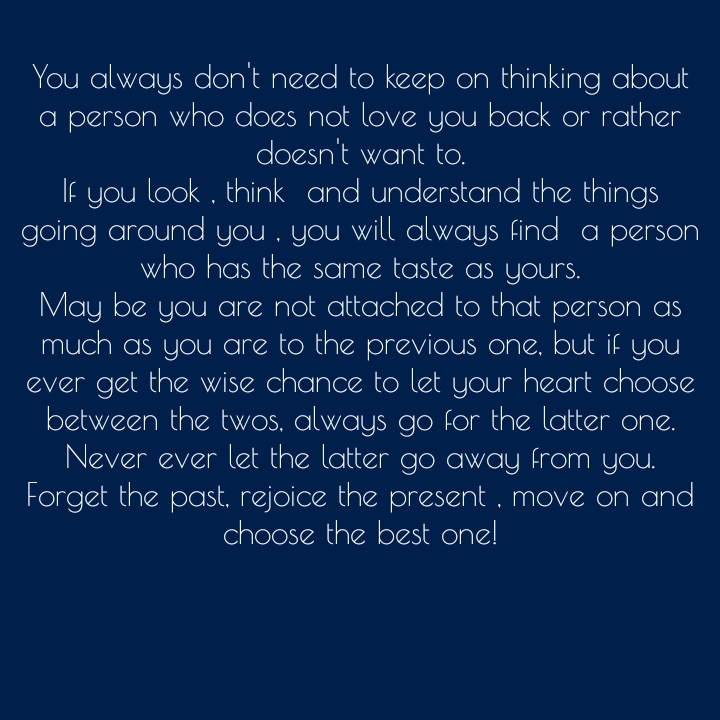 You always don't need to keep on thinking about
a person who does not love you back or rather
doesn't want to.
If you look , think  and understand the things
going around you , you will always find  a person
who has the same taste as yours.
May be you are not attached to that person as
much as you are to the previous one, but if you
ever get the wise chance to let your heart choose
between the twos, always go for the latter one.
Never ever let the latter go away from you.
Forget the past, rejoice the present , move on and
choose the best one!